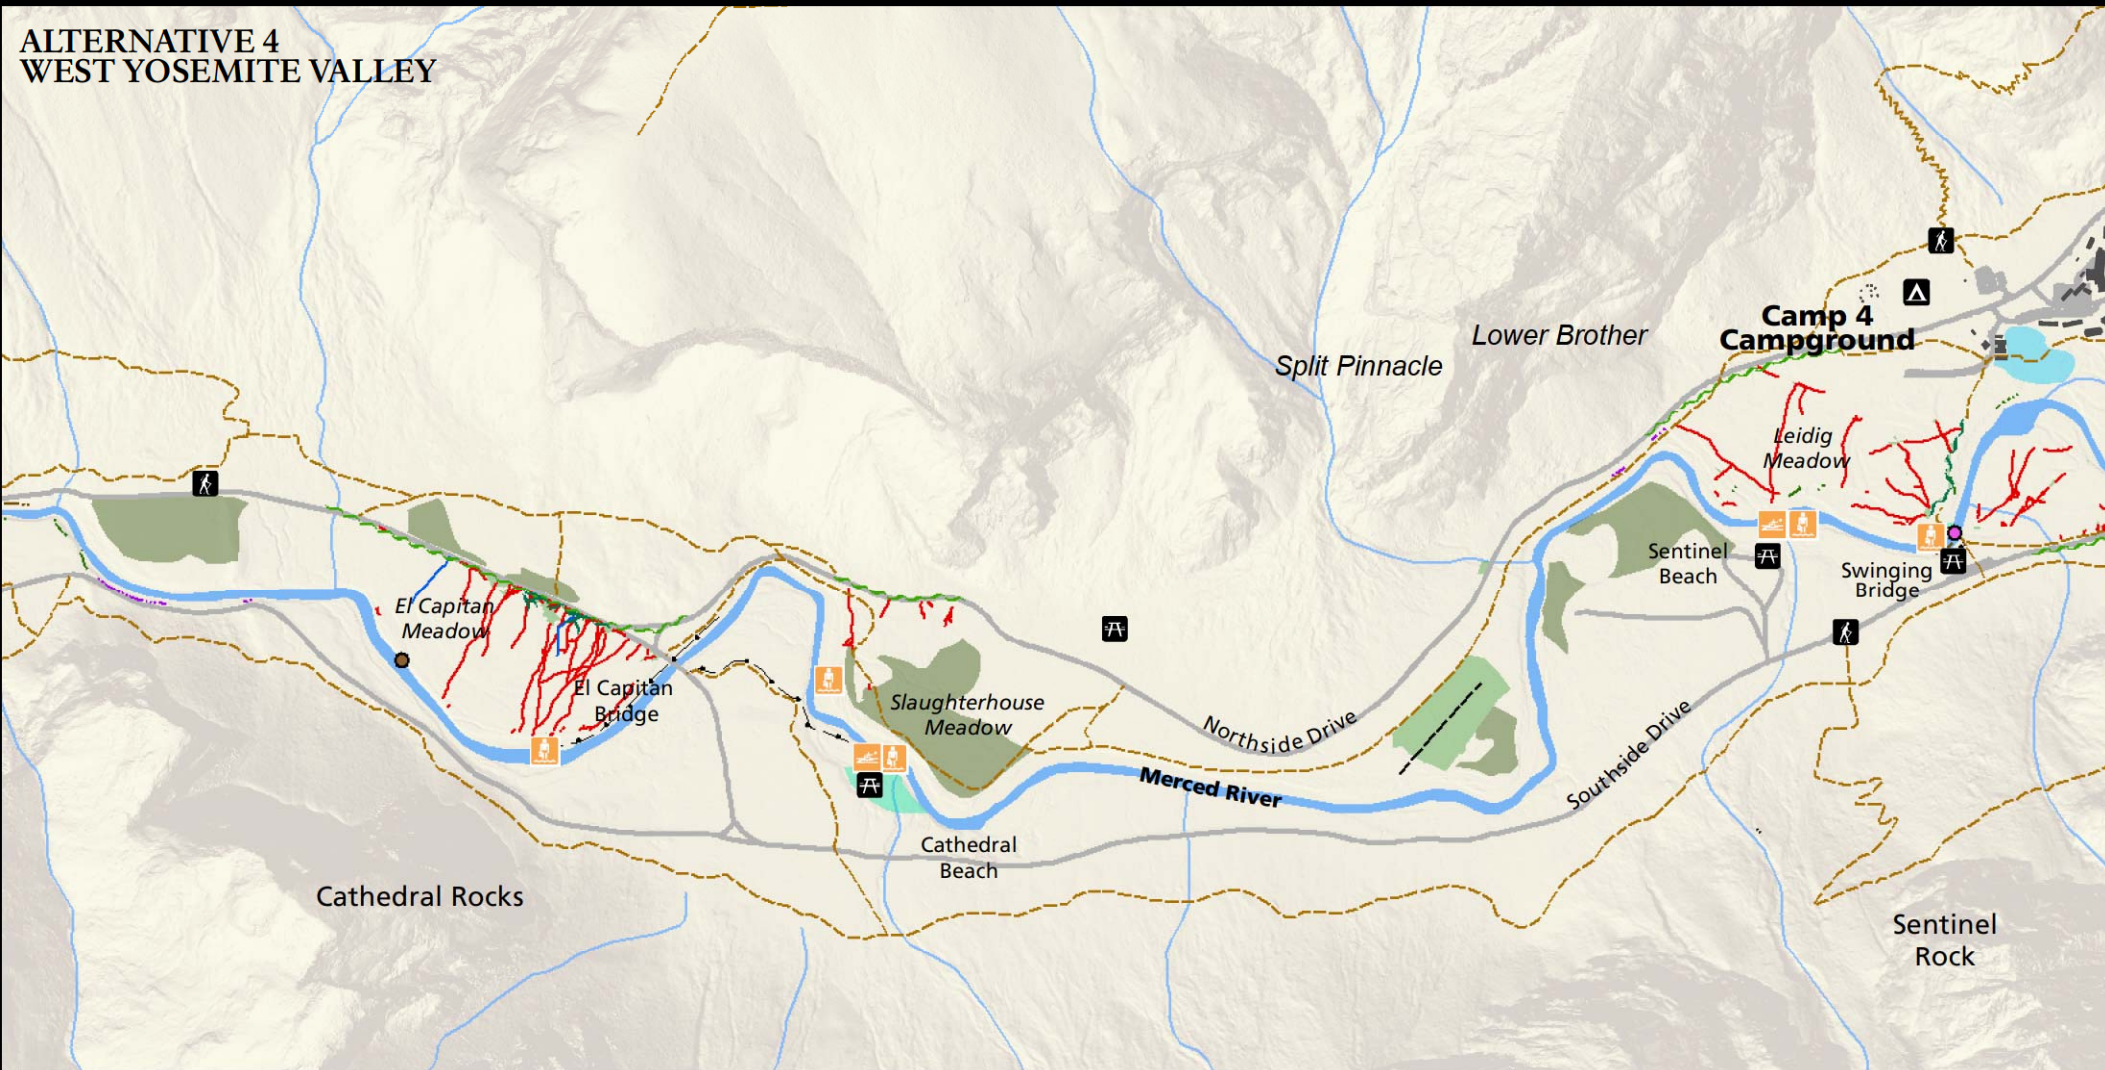 ALTERNATIVE 4
WEST YOSEMITE VALLEY
Camp 4
Campground
Lower Brother
Split Pinnacle
Leidig
Meadow
Sentinel
Beach
Swinging
Bridge
El Capitan
Meadow
El Capitan
Bridge
Slaughterhouse
Meadow
Northside Drive
Southside Drive
Merced River
Cathedral
Beach
Cathedral Rocks
Sentinel
Rock